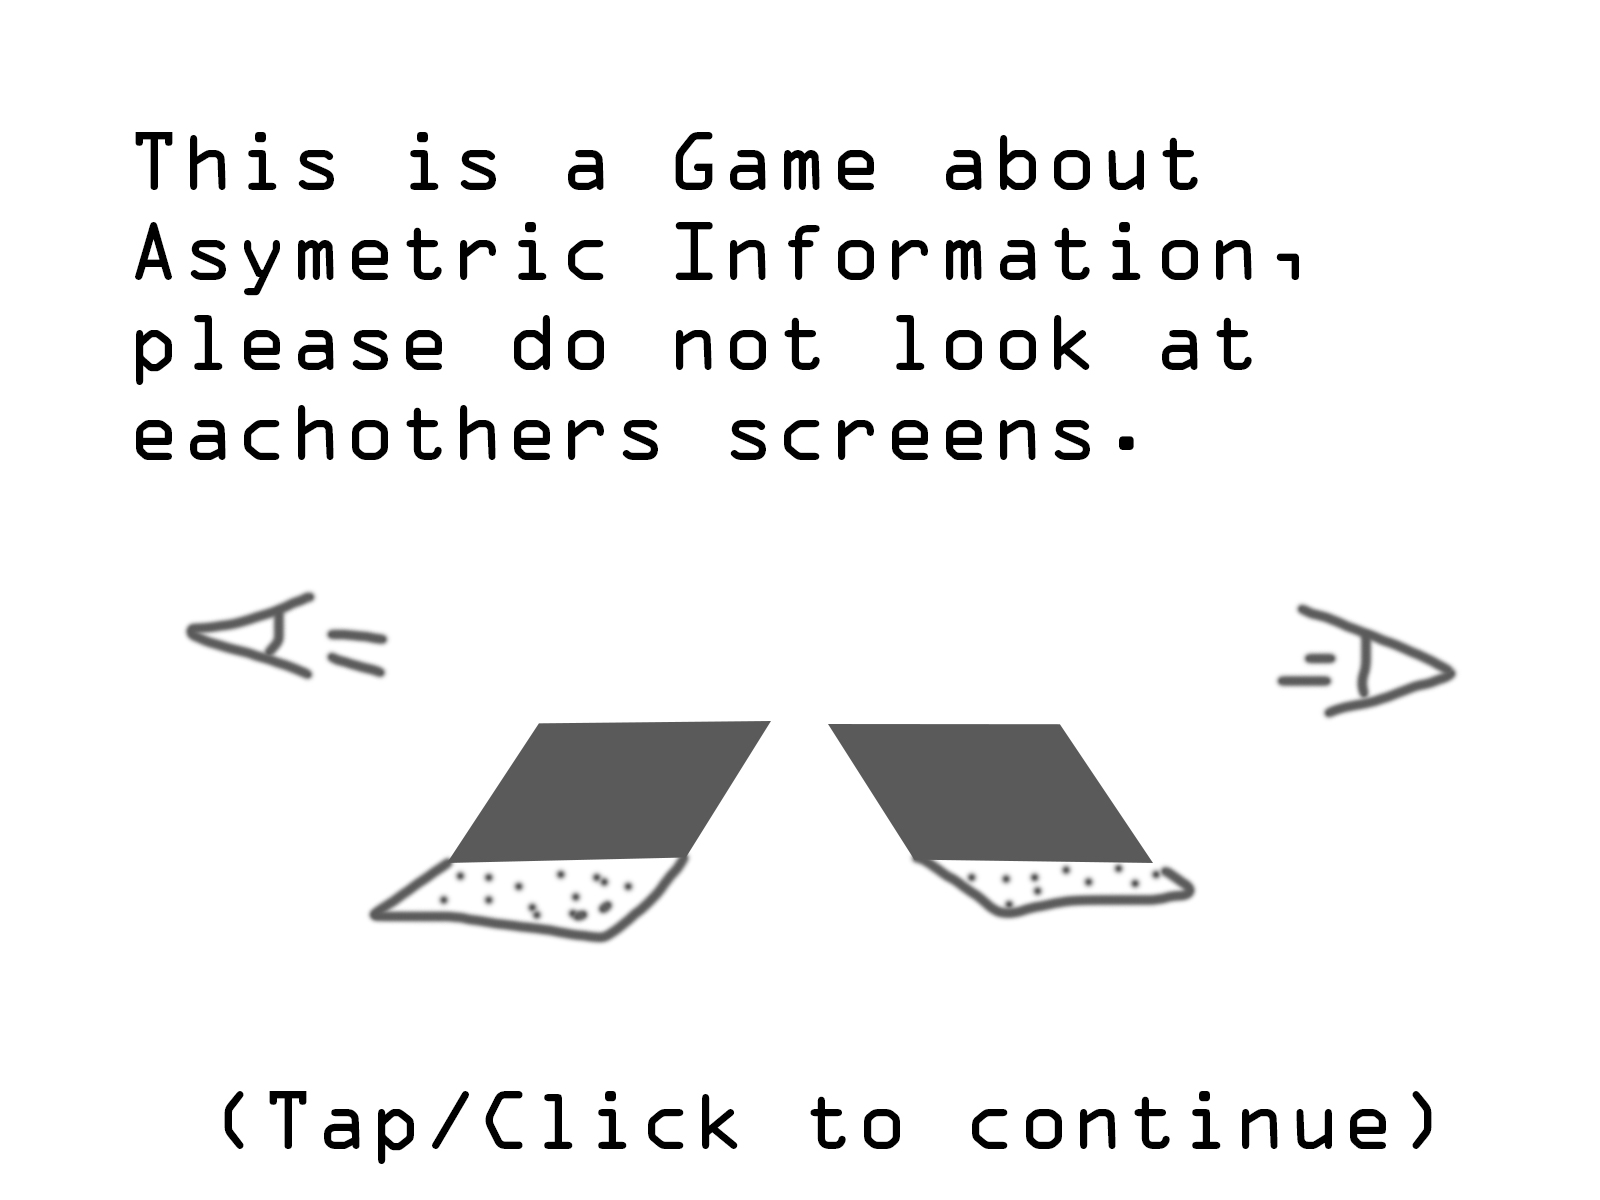 This is a Game about
Asymetric Information,
please do not look at
eachothers screens.
(Tap/Click to continue)